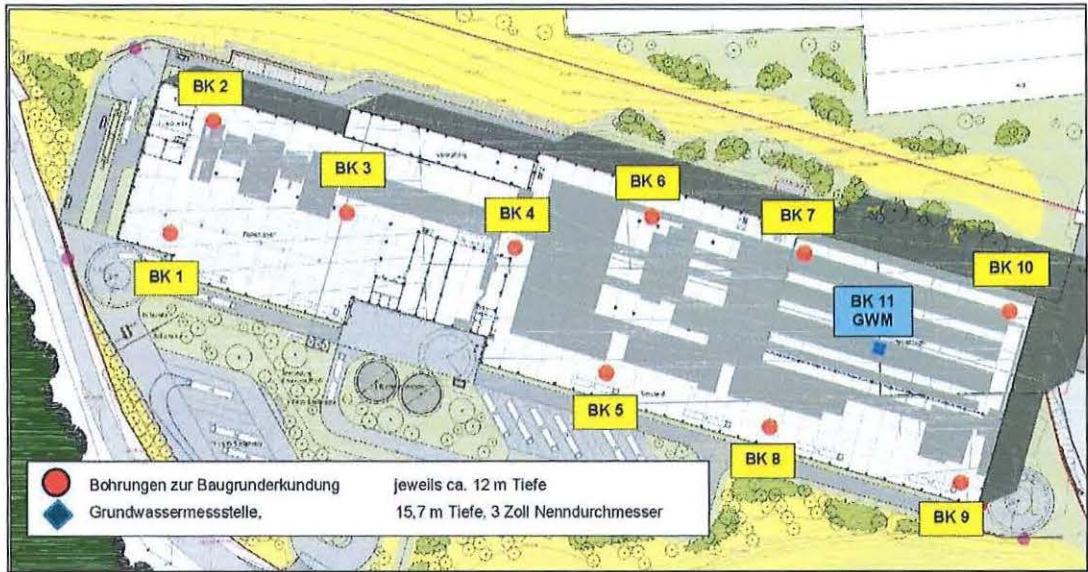 BK 2
BK 3
BK 6
BK 4
BK 7
BK 10
BK 1
BK 11
GWM
BK 5
BK 8
BK 9
Bohrungen zur Baugrunderkundung jeweils ca. 12 m Tiefe
Grundwassermessstelle, 15,7 m Tiefe, 3 Zoll Nenndurchmesser